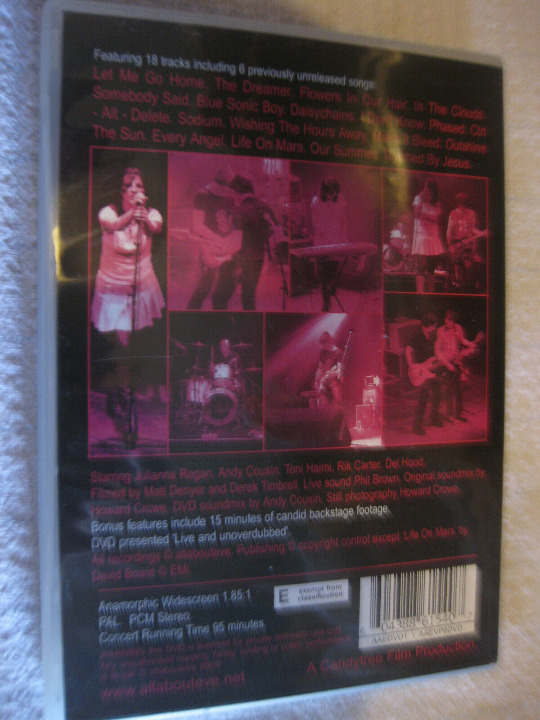 Featuring 18 tracks including 6 previously unreleased songs:
Let Me Go Home. The Dreamer. Flowers In Our Hair. In The Clouds.
Somebody Said. Blue Sonic Boy. Daisychains. I Don't Know. Phased. Ctrl
- Alt - Delete. Sodium. Wishing The Hours Away. You Bleed. Outshine
The Sun. Every Angel. Life On Mars. Our Summer. By Jesus.
Starring Julianne Regan. Andy Cousin. Toni Haimi. Rik Carter. Del Hood.
Filmed by Matt Denyer and Derek Timbrell. Live sound Phil Brown. Original soundmix by
Howard Crowe. DVD soundmix by Andy Cousin. Still photography Howard Crowe.
Bonus features include 15 minutes of candid backstage footage.
DVD presented 'Live and unoverdubbed'.
All recordings © allabouteve. Publishing © copyright control except 'Life On Mars' by
David Bowie © EMI.
Anamorphic Widescreen 1.85:1
PAL. PCM Stereo.
Concert Running Time 95 minutes
E exempt from
classification
AAEDVD1
www.allabouteve.net
A Candytree Film Production